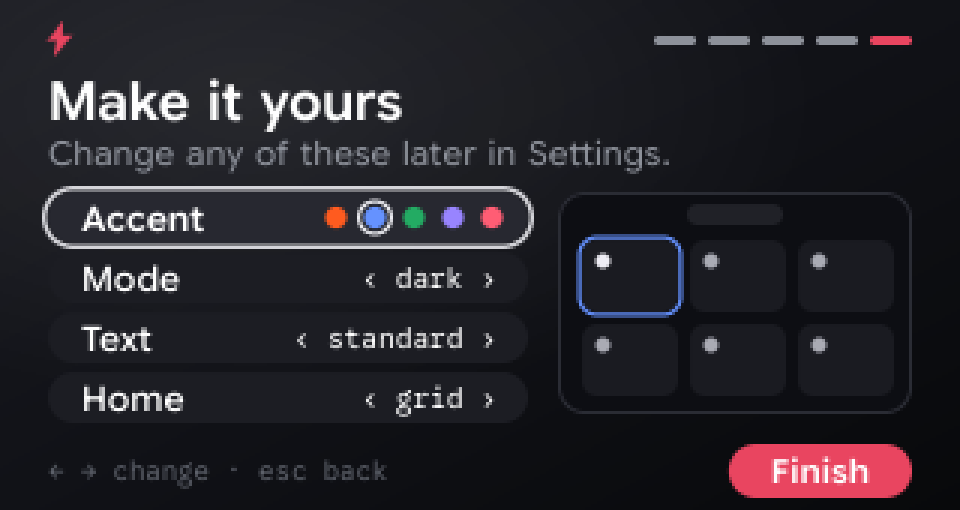 Make it yours
Change any of these later in Settings.
Accent
Mode ‹ dark ›
Text ‹ standard ›
Home ‹ grid ›
← → change · esc back
Finish